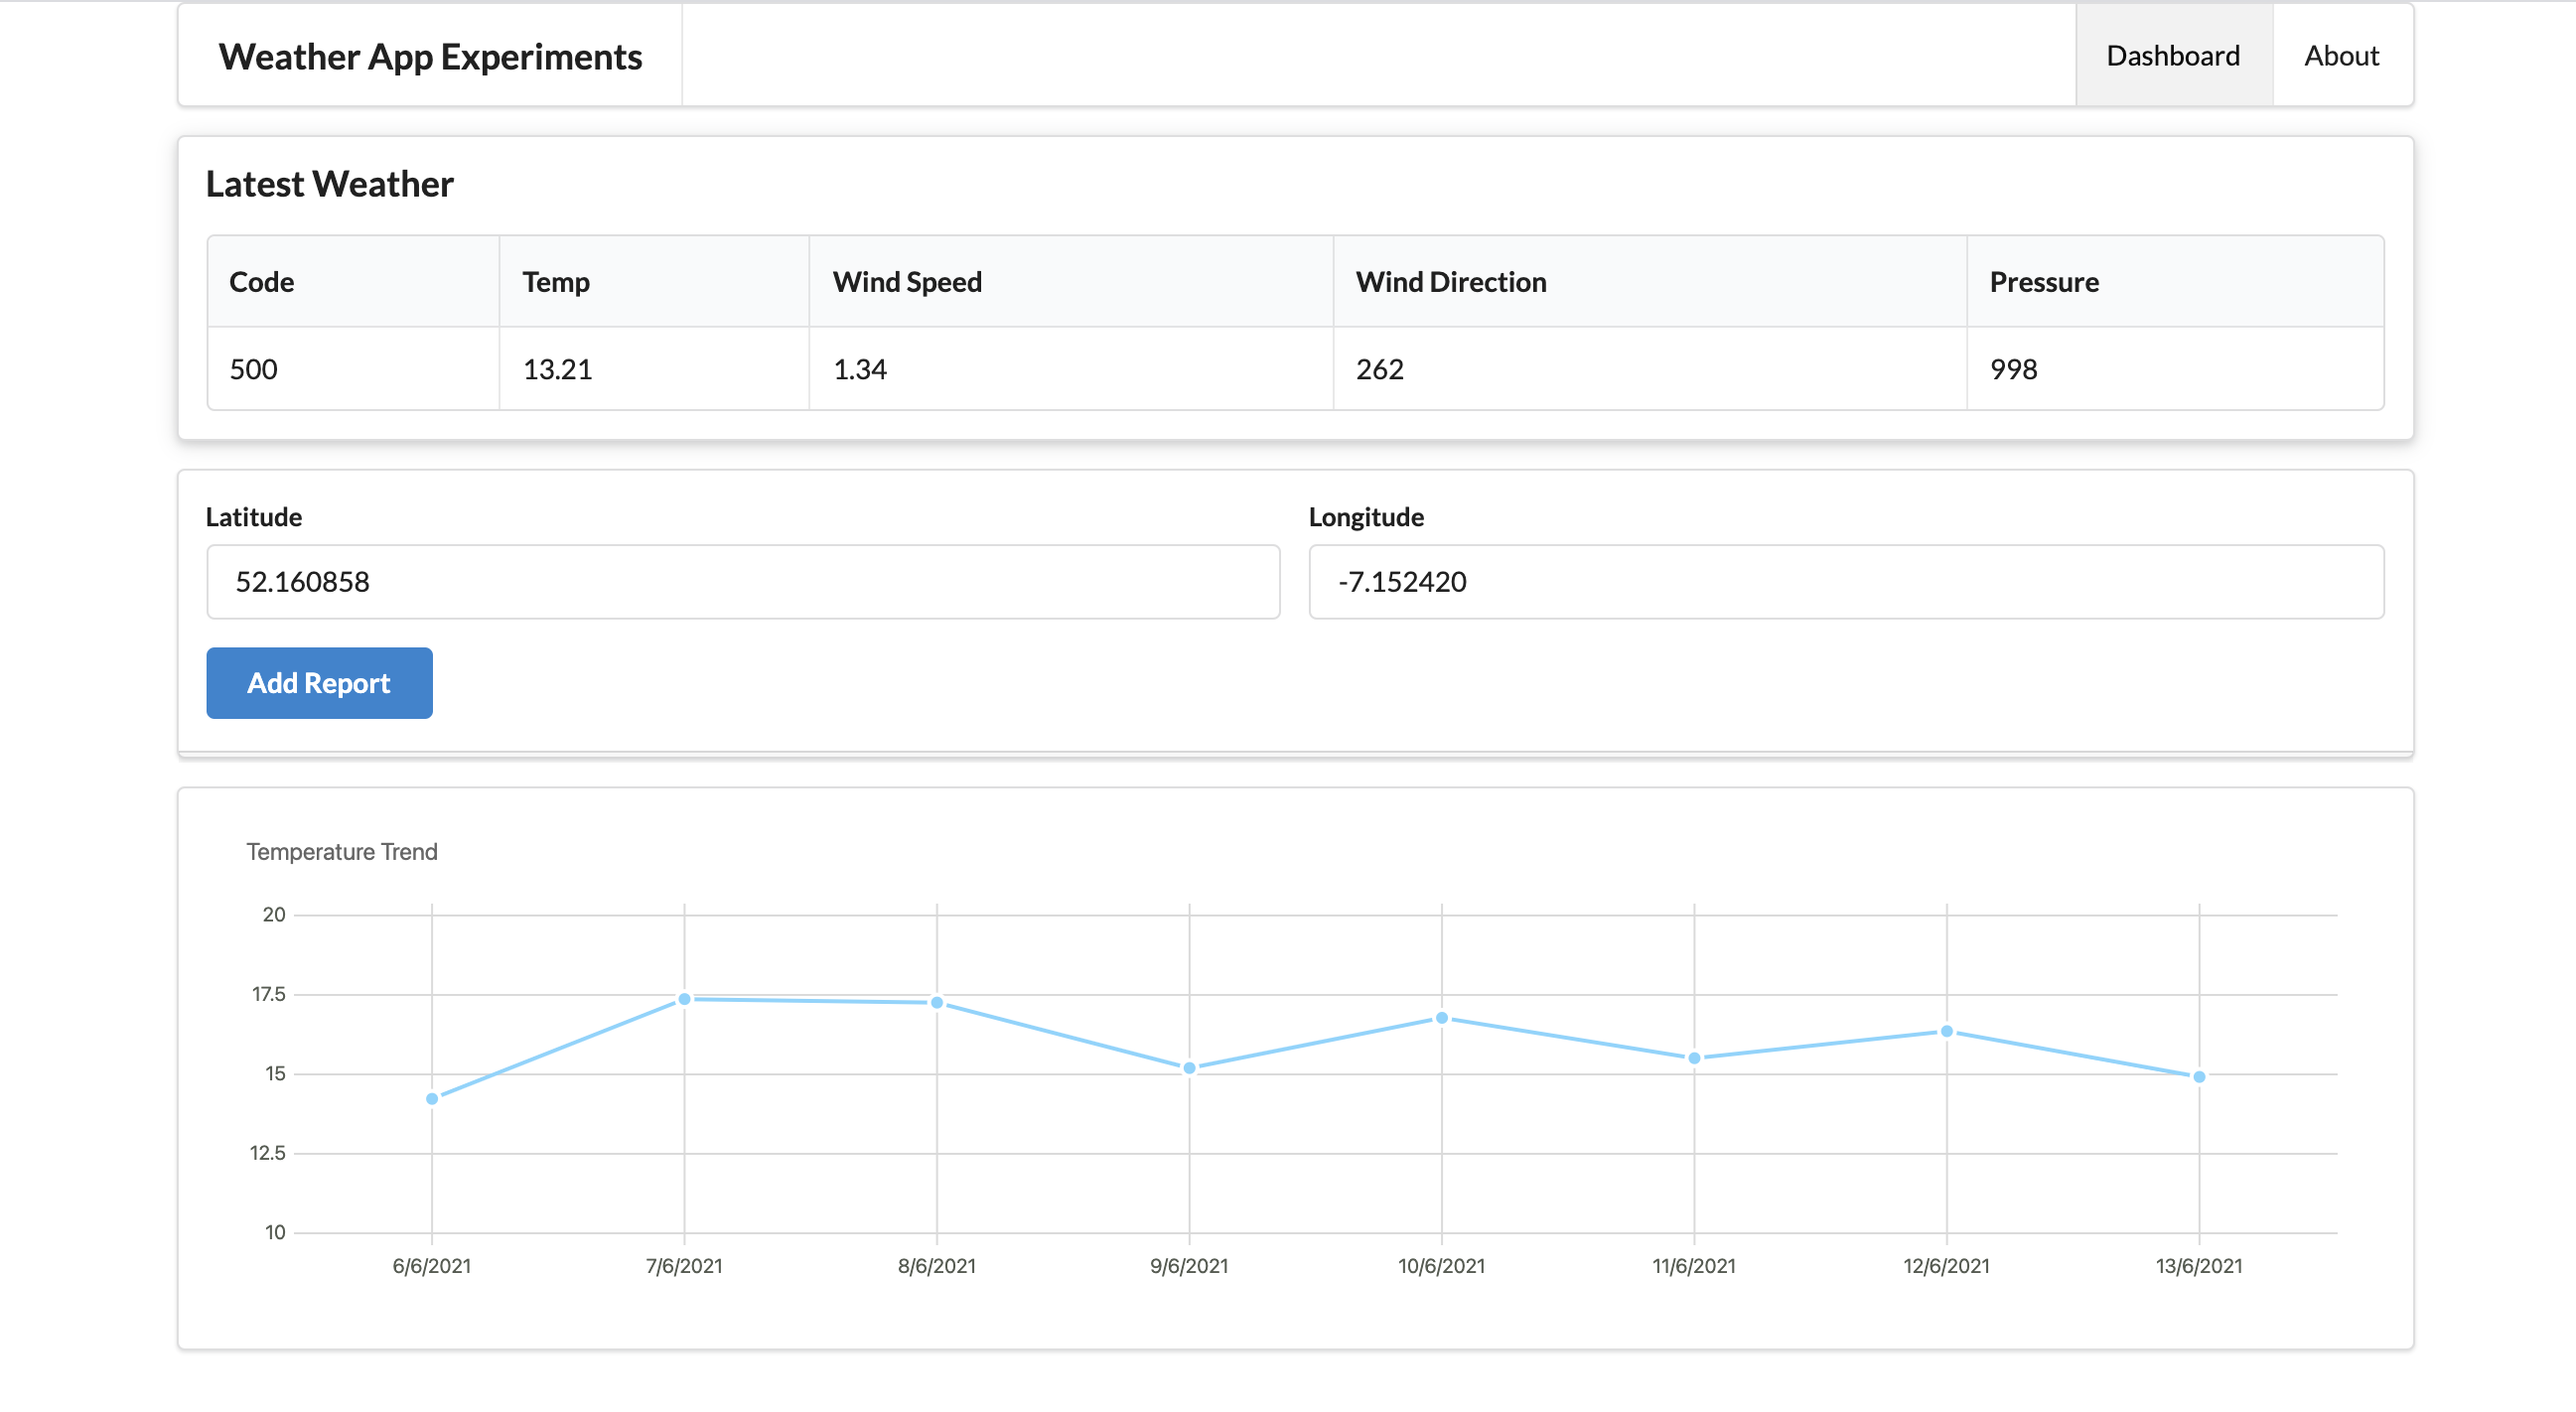 Weather App Experiments Dashboard About
Latest Weather
Code Temp Wind Speed Wind Direction Pressure
500 13.21 1.34 262 998
Latitude Longitude
52.160858 -7.152420
Add Report
Temperature Trend
20
17.5
15
12.5
10
6/6/2021 7/6/2021 8/6/2021 9/6/2021 10/6/2021 11/6/2021 12/6/2021 13/6/2021